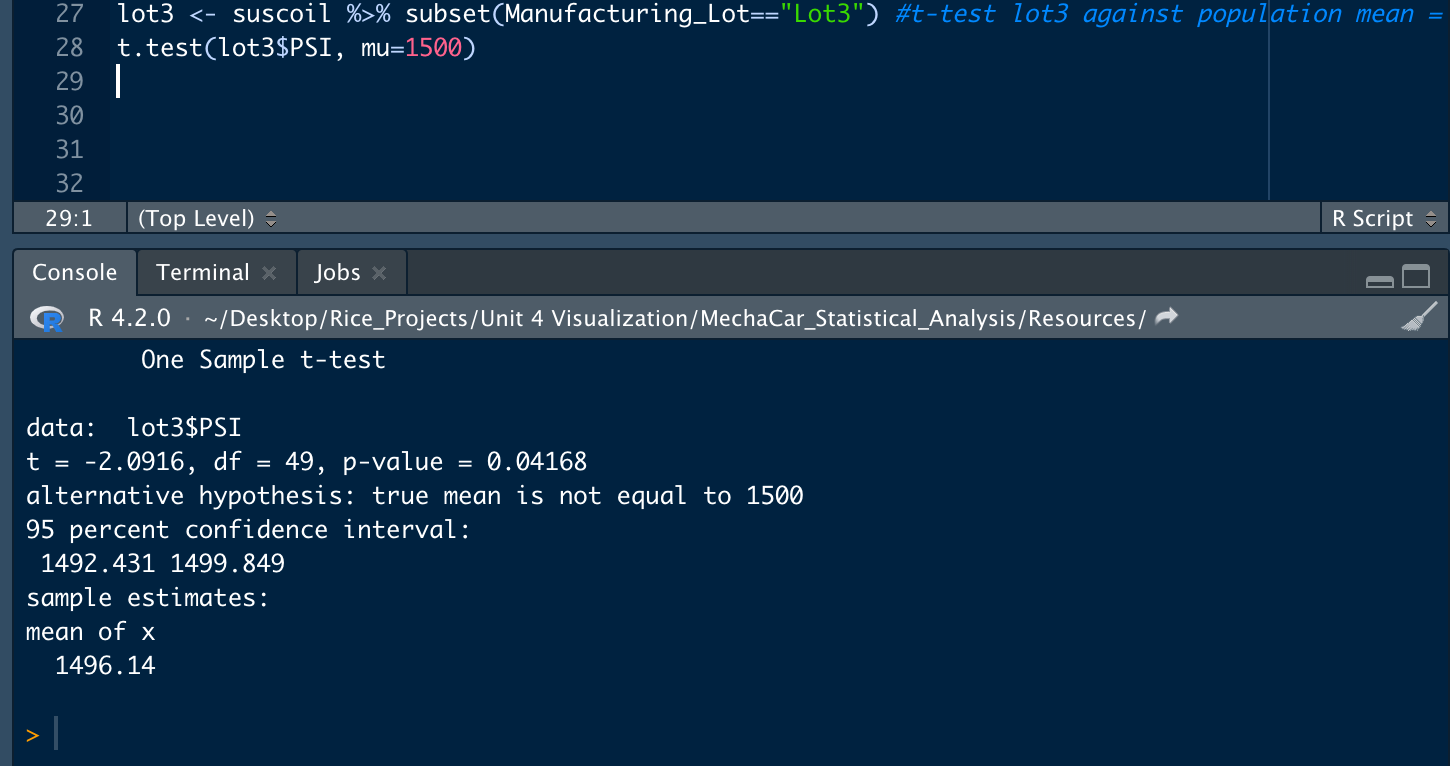 27 lot3 <- suscoil %>% subset(Manufacturing_Lot=="Lot3") #t-test lot3 against population mean =
28 t.test(lot3$PSI, mu=1500)
29
30
31
32
29:1 (Top Level) R Script
Console Terminal Jobs
R R 4.2.0 · ~/Desktop/Rice_Projects/Unit 4 Visualization/MechaCar_Statistical_Analysis/Resources/
One Sample t-test
data:  lot3$PSI
t = -2.0916, df = 49, p-value = 0.04168
alternative hypothesis: true mean is not equal to 1500
95 percent confidence interval:
1492.431 1499.849
sample estimates:
mean of x
1496.14
>